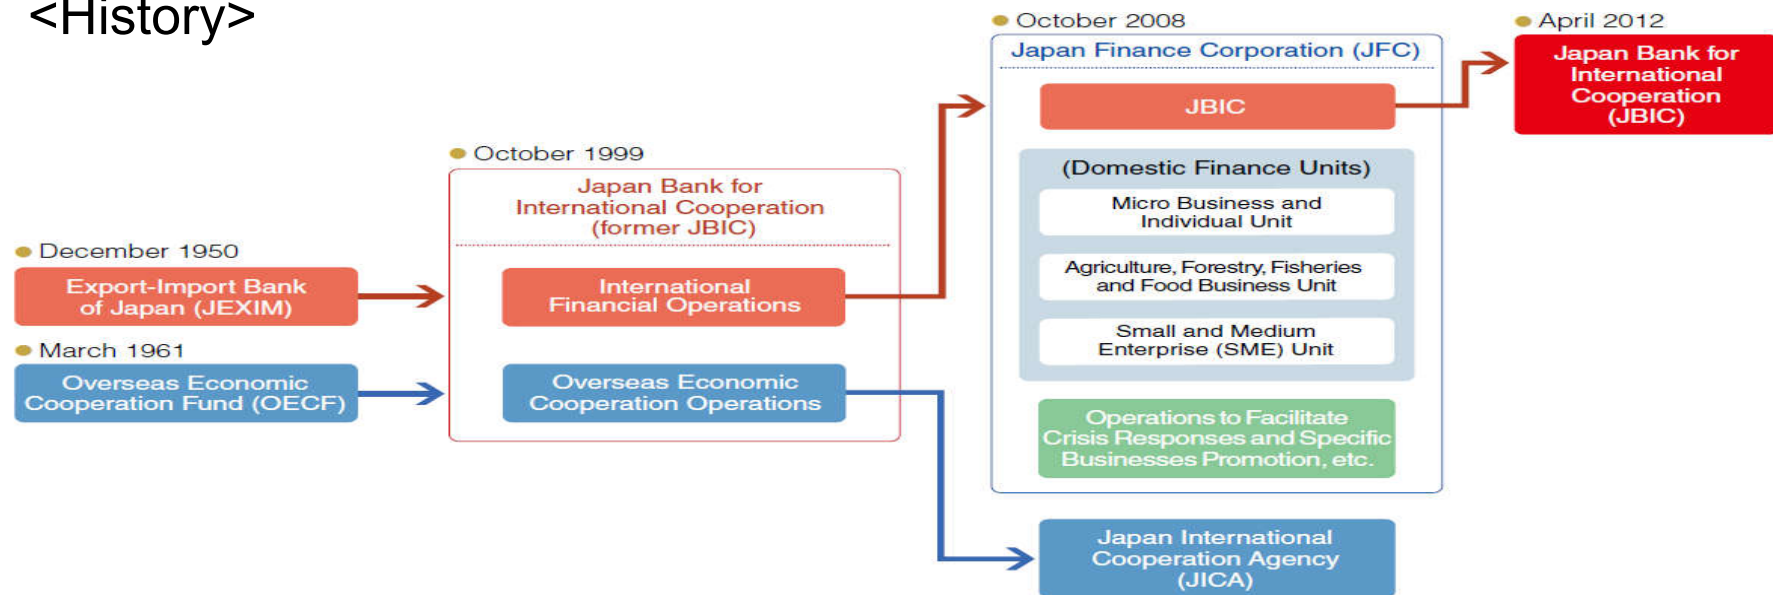 <History>
December 1950
Export-Import Bank
of Japan (JEXIM)
March 1961
Overseas Economic
Cooperation Fund (OECF)
October 1999
Japan Bank for
International Cooperation
(former JBIC)
International
Financial Operations
Overseas Economic
Cooperation Operations
October 2008
Japan Finance Corporation (JFC)
JBIC
(Domestic Finance Units)
Micro Business and
Individual Unit
Agriculture, Forestry, Fisheries
and Food Business Unit
Small and Medium
Enterprise (SME) Unit
Operations to Facilitate
Crisis Responses and Specific
Businesses Promotion, etc.
Japan International
Cooperation Agency
(JICA)
April 2012
Japan Bank for
International
Cooperation
(JBIC)